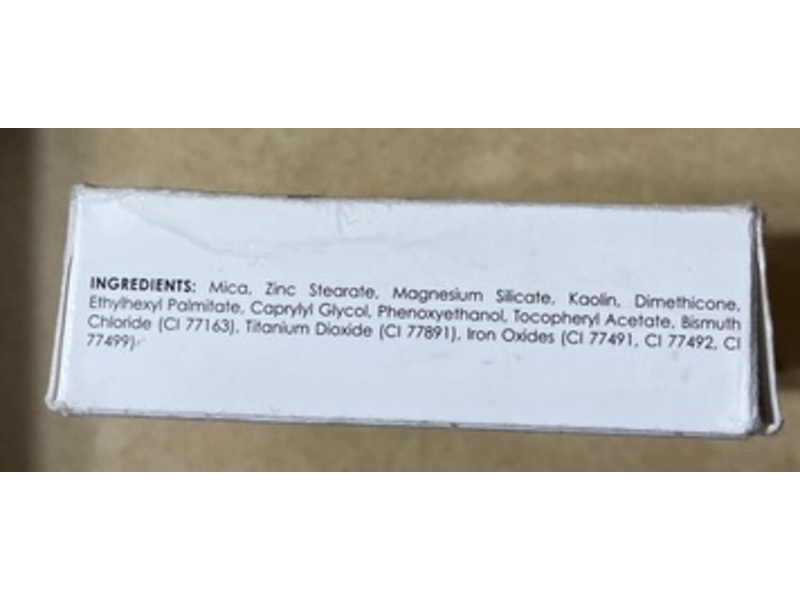 INGREDIENTS: Mica, Zinc Stearate, Magnesium Silicate, Kaolin, Dimethicone,
Ethylhexyl Palmitate, Caprylyl Glycol, Phenoxyethanol, Tocopheryl Acetate, Bismuth
Chloride (CI 77163), Titanium Dioxide (CI 77891), Iron Oxides (CI 77491, CI 77492, CI
77499)